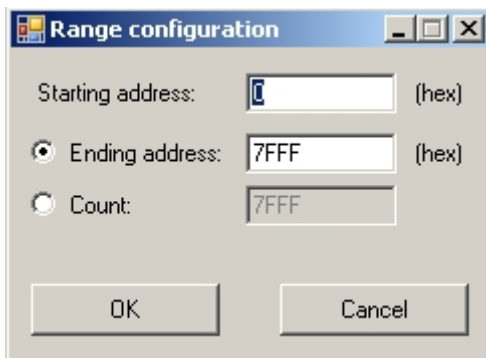 Range configuration
Starting address: 0 (hex)
Ending address: 7FFF (hex)
Count: 7FFF
OK Cancel